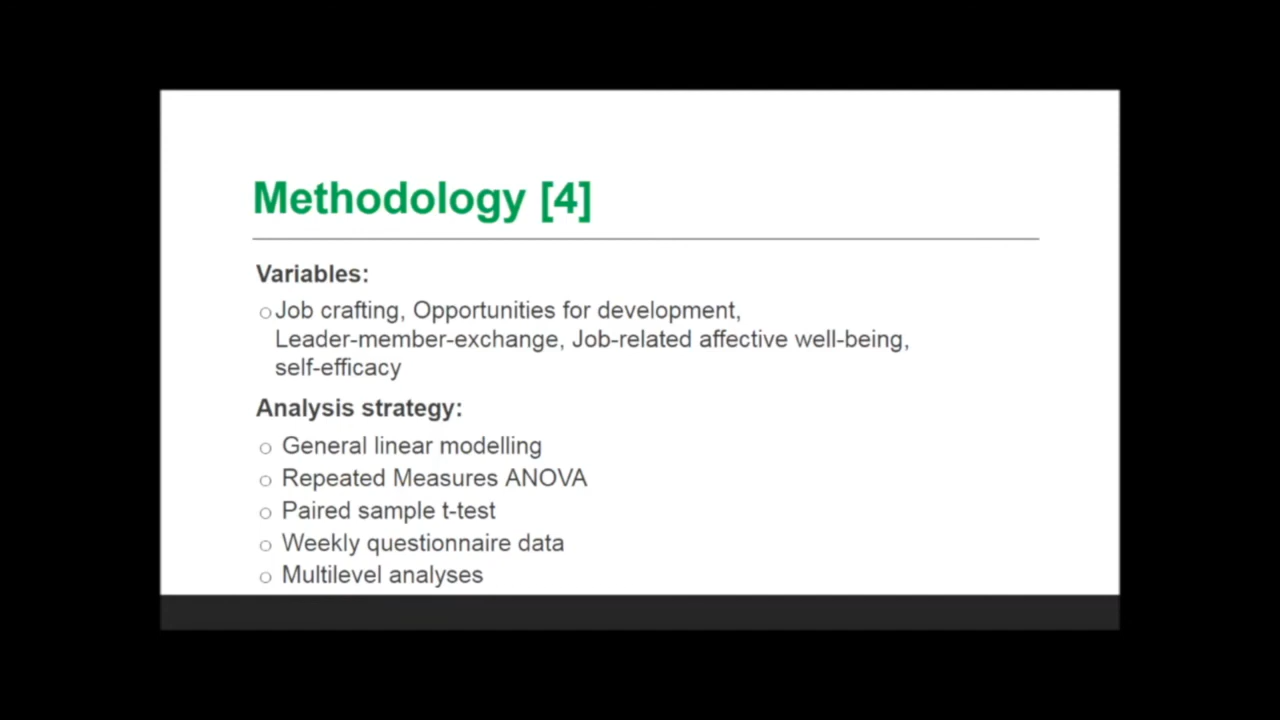 Methodology [4]
Variables:
○Job crafting, Opportunities for development,
Leader-member-exchange, Job-related affective well-being,
self-efficacy
Analysis strategy:
○ General linear modelling
○ Repeated Measures ANOVA
○ Paired sample t-test
○ Weekly questionnaire data
○ Multilevel analyses